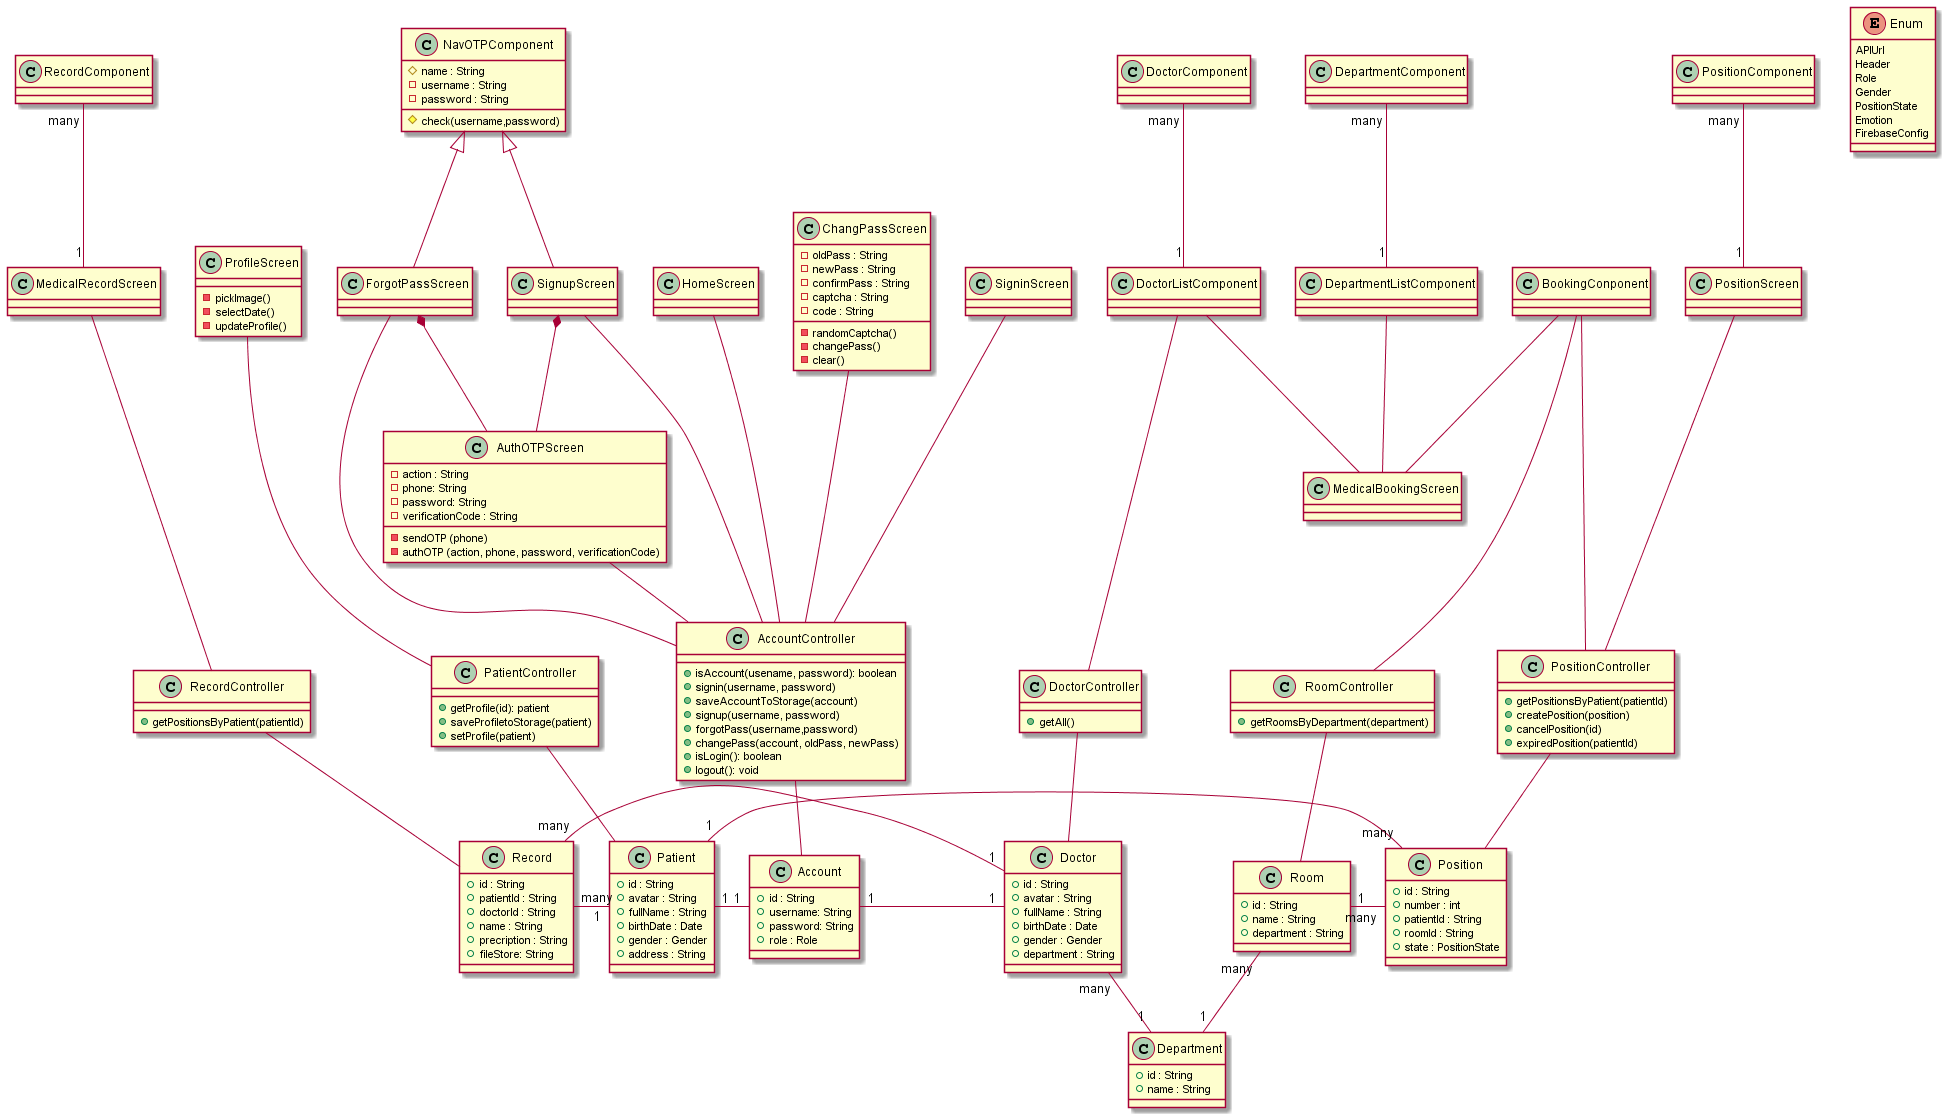 Enum
APIUrl
Header
Role
Gender
PositionState
Emotion
FirebaseConfig
NavOTPComponent
name : String
username : String
password : String
check(username,password)
RecordComponent
DoctorComponent
DepartmentComponent
PositionComponent
many
many
many
many
1
1
1
1
ChangPassScreen
oldPass : String
newPass : String
confirmPass : String
captcha : String
code : String
randomCaptcha()
changePass()
clear()
ProfileScreen
pickImage()
selectDate()
updateProfile()
MedicalRecordScreen
ForgotPassScreen
SignupScreen
HomeScreen
SigninScreen
DoctorListComponent
DepartmentListComponent
BookingConponent
PositionScreen
AuthOTPScreen
action : String
phone: String
password: String
verificationCode : String
sendOTP (phone)
authOTP (action, phone, password, verificationCode)
MedicalBookingScreen
AccountController
isAccount(usename, password): boolean
signin(username, password)
saveAccountToStorage(account)
signup(username, password)
forgotPass(username,password)
changePass(account, oldPass, newPass)
isLogin(): boolean
logout(): void
RecordController
getPositionsByPatient(patientId)
PatientController
getProfile(id): patient
saveProfiletoStorage(patient)
setProfile(patient)
DoctorController
getAll()
RoomController
getRoomsByDepartment(department)
PositionController
getPositionsByPatient(patientId)
createPosition(position)
cancelPosition(id)
expiredPosition(patientId)
many
1
1
many
Record
id : String
patientId : String
doctorId : String
name : String
precription : String
fileStore: String
many
1
Patient
id : String
avatar : String
fullName : String
birthDate : Date
gender : Gender
address : String
1
1
Account
id : String
username: String
password: String
role : Role
1
1
Doctor
id : String
avatar : String
fullName : String
birthDate : Date
gender : Gender
department : String
Room
id : String
name : String
department : String
1
many
Position
id : String
number : int
patientId : String
roomId : String
state : PositionState
many
1
many
1
Department
id : String
name : String